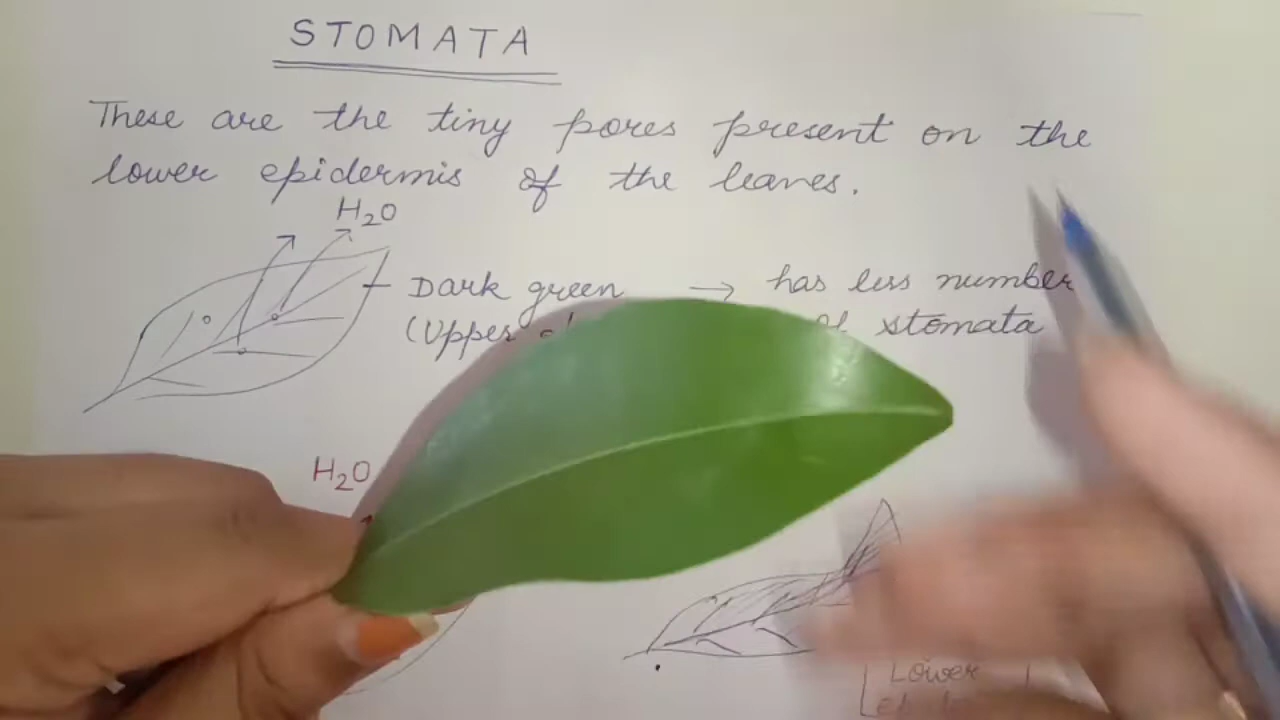 STOMATA
These are the tiny pores present on the
lower epidermis of the leaves.
H₂O
Dark green → has less number
(Upper of stomata
H₂O
Lower